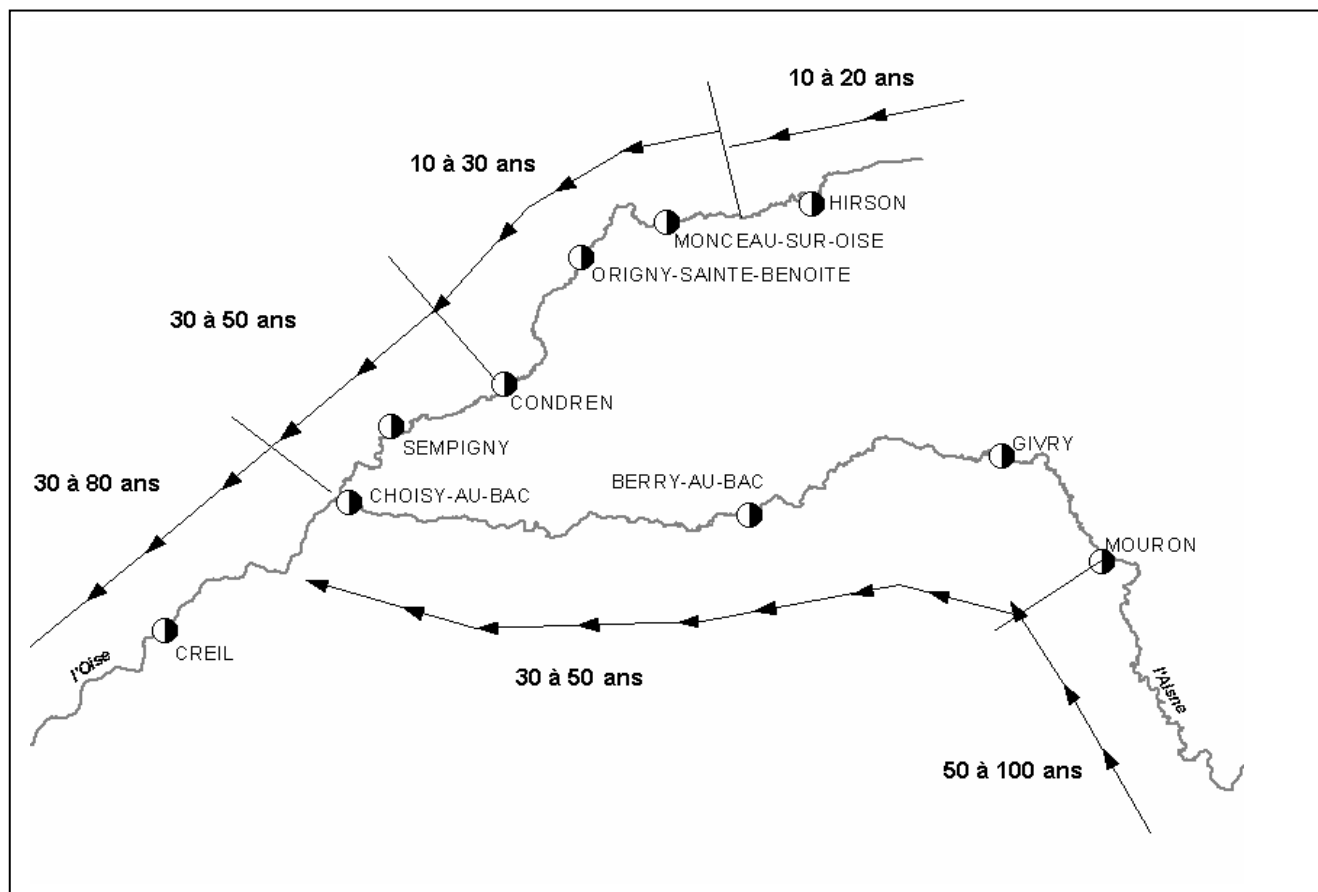 10 à 20 ans
10 à 30 ans
HIRSON
MONCEAU-SUR-OISE
ORIGNY-SAINTE-BENOITE
30 à 50 ans
CONDREN
SEMPIGNY
GIVRY
30 à 80 ans
CHOISY-AU-BAC
BERRY-AU-BAC
MOURON
CREIL
l'Oise
30 à 50 ans
l'Aisne
50 à 100 ans